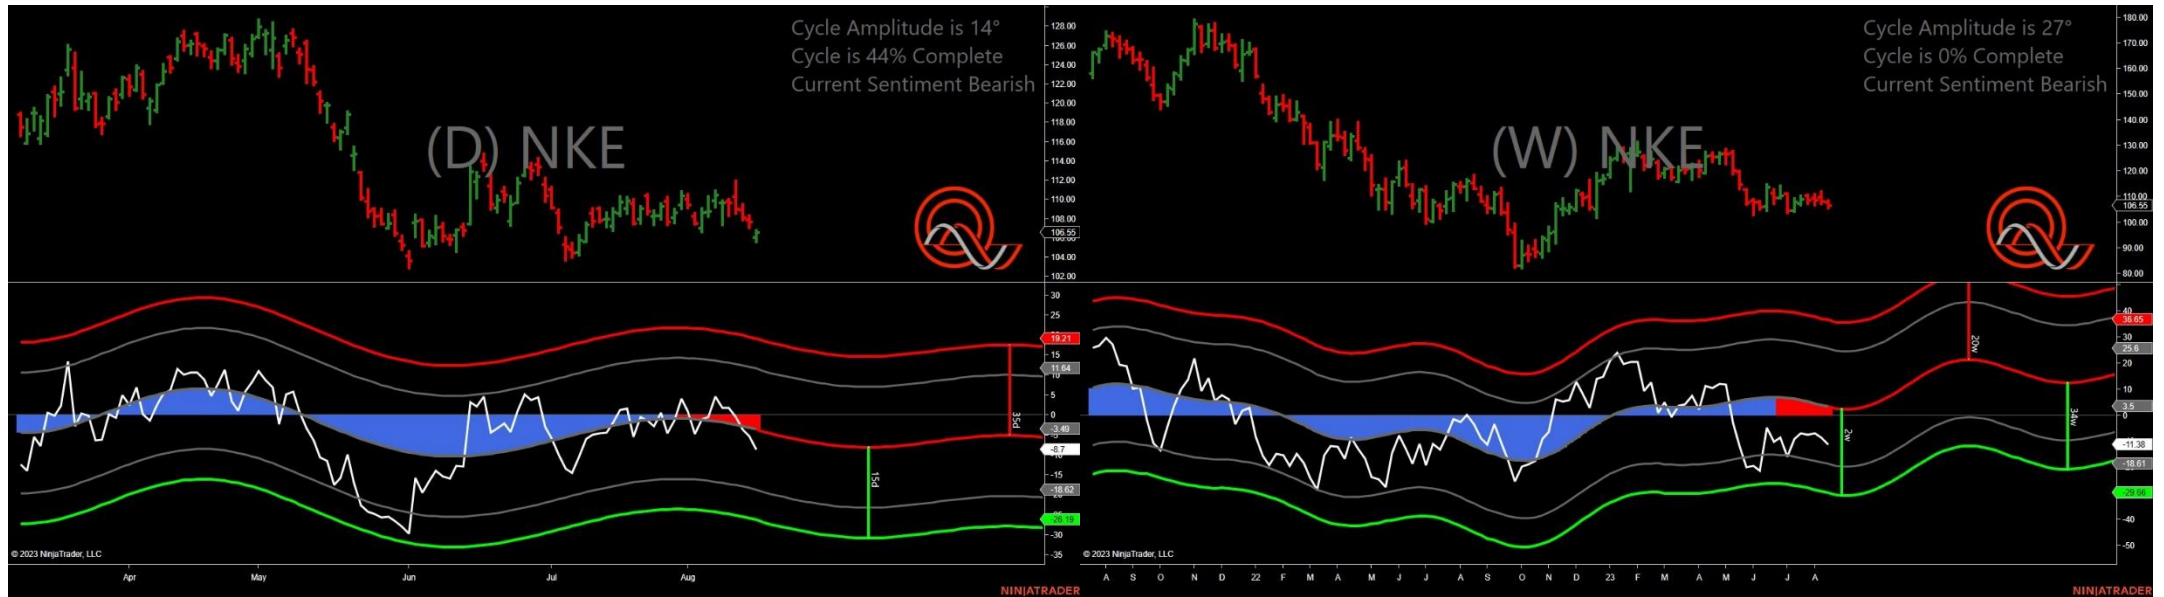 Cycle Amplitude is 14°
Cycle is 44% Complete
Current Sentiment Bearish
(D) NKE
128.00
126.00
124.00
122.00
120.00
118.00
116.00
114.00
112.00
110.00
108.00
106.55
104.00
102.00
30
19.21
15
11.64
10
5
0
-3.49
-8.7
-15
-18.62
-26.19
-30
-35
35d
15d
© 2023 NinjaTrader, LLC
Apr May Jun Jul Aug
NINJATRADER
Cycle Amplitude is 27°
Cycle is 0% Complete
Current Sentiment Bearish
(W) NKE
180.00
170.00
160.00
150.00
140.00
130.00
120.00
110.00
106.55
100.00
90.00
80.00
40
36.65
30
25.6
20
10
3.5
0
-11.38
-18.61
-29.66
-40
-50
20w
2w
34w
© 2023 NinjaTrader, LLC
A S O N D 22 F M A M J J A S O N D 23 F M A M J J A
NINJATRADER